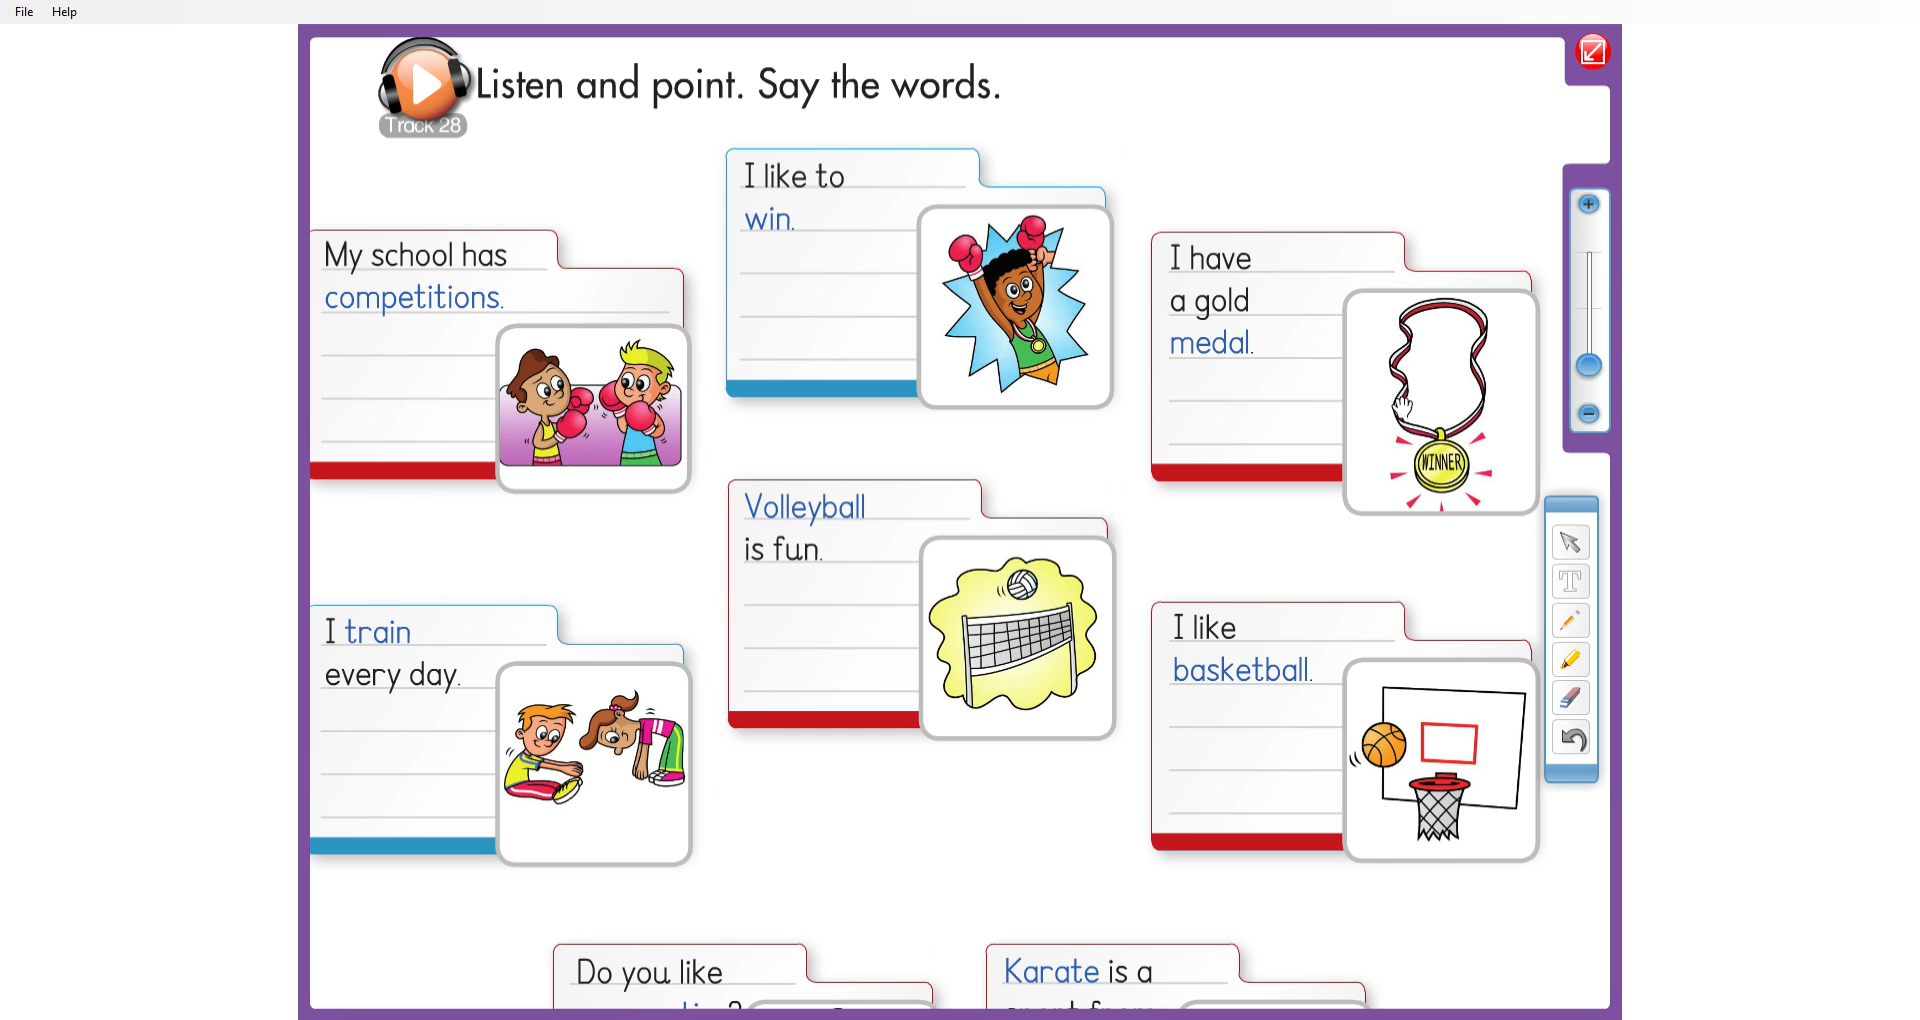 File Help
Listen and point. Say the words.
Track 28
My school has
competitions.
I like to
win.
I have
a gold
medal.
WINNER
I train
every day.
Volleyball
is fun.
I like
basketball.
Do you like
Karate is a